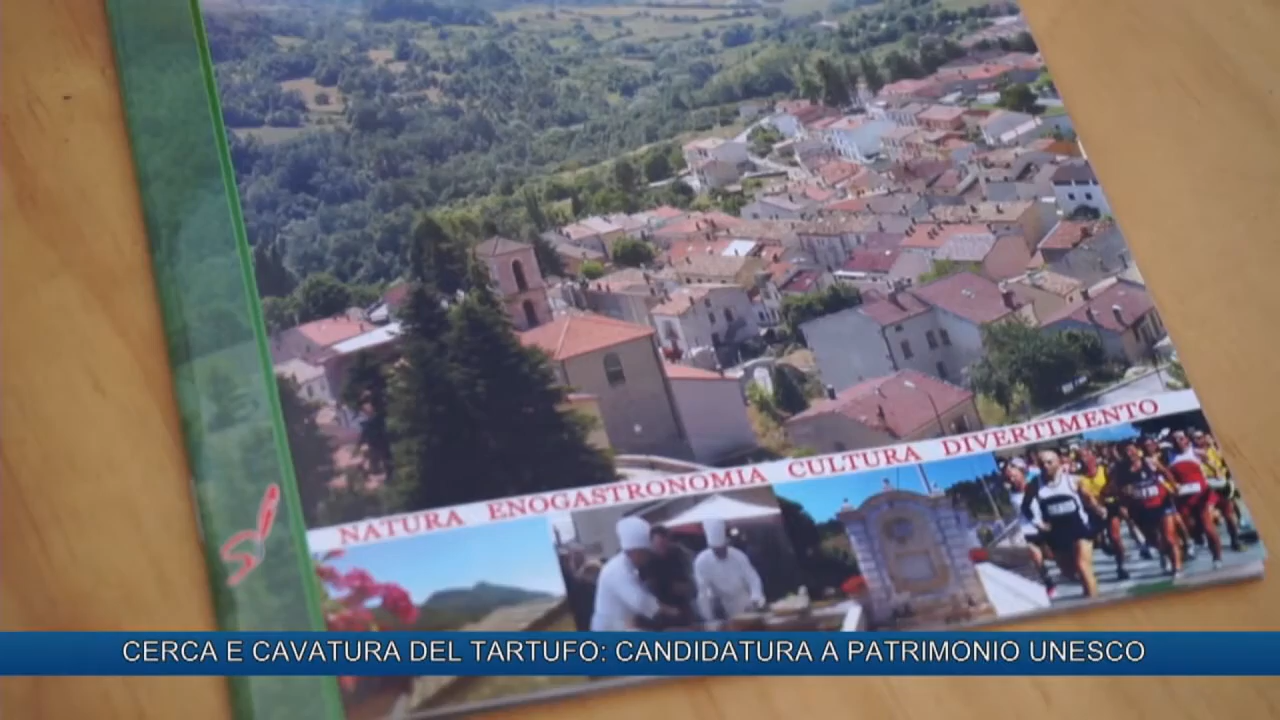 NATURA ENOGASTRONOMIA CULTURA DIVERTIMENTO
CERCA E CAVATURA DEL TARTUFO: CANDIDATURA A PATRIMONIO UNESCO